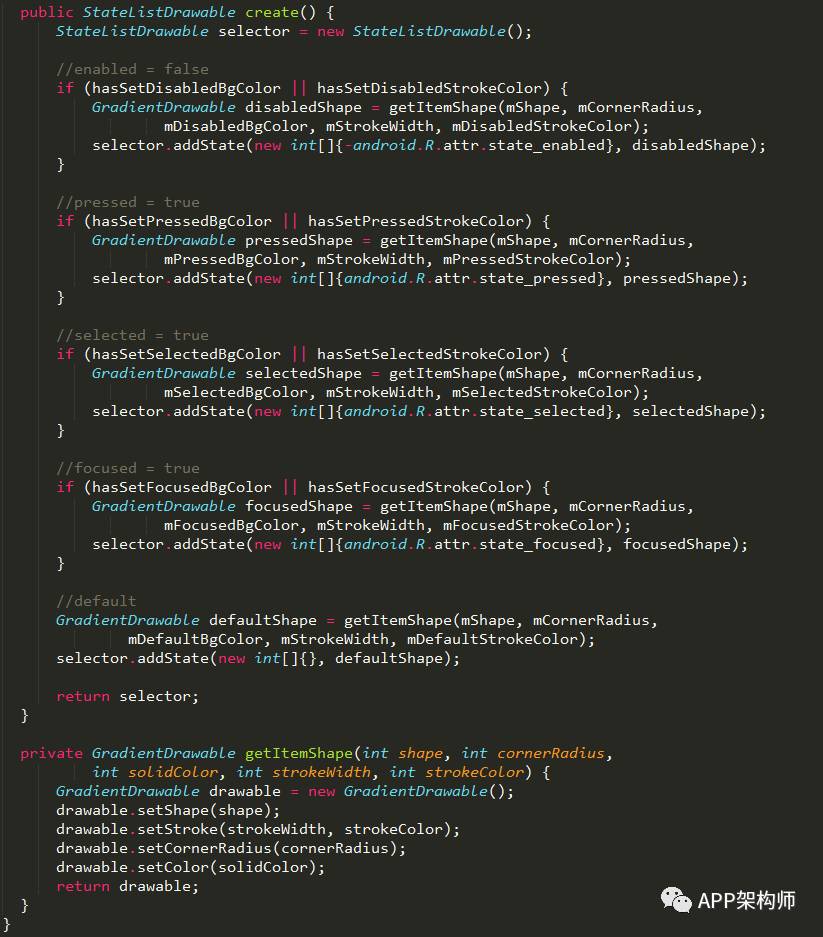 public StateListDrawable create() {
StateListDrawable selector = new StateListDrawable();
//enabled = false
if (hasSetDisabledBgColor || hasSetDisabledStrokeColor) {
GradientDrawable disabledShape = getItemShape(mShape, mCornerRadius,
mDisabledBgColor, mStrokeWidth, mDisabledStrokeColor);
selector.addState(new int[]{-android.R.attr.state_enabled}, disabledShape);
}
//pressed = true
if (hasSetPressedBgColor || hasSetPressedStrokeColor) {
GradientDrawable pressedShape = getItemShape(mShape, mCornerRadius,
mPressedBgColor, mStrokeWidth, mPressedStrokeColor);
selector.addState(new int[]{android.R.attr.state_pressed}, pressedShape);
}
//selected = true
if (hasSetSelectedBgColor || hasSetSelectedStrokeColor) {
GradientDrawable selectedShape = getItemShape(mShape, mCornerRadius,
mSelectedBgColor, mStrokeWidth, mSelectedStrokeColor);
selector.addState(new int[]{android.R.attr.state_selected}, selectedShape);
}
//focused = true
if (hasSetFocusedBgColor || hasSetFocusedStrokeColor) {
GradientDrawable focusedShape = getItemShape(mShape, mCornerRadius,
mFocusedBgColor, mStrokeWidth, mFocusedStrokeColor);
selector.addState(new int[]{android.R.attr.state_focused}, focusedShape);
}
//default
GradientDrawable defaultShape = getItemShape(mShape, mCornerRadius,
mDefaultBgColor, mStrokeWidth, mDefaultStrokeColor);
selector.addState(new int[]{}, defaultShape);
return selector;
}
private GradientDrawable getItemShape(int shape, int cornerRadius,
int solidColor, int strokeWidth, int strokeColor) {
GradientDrawable drawable = new GradientDrawable();
drawable.setShape(shape);
drawable.setStroke(strokeWidth, strokeColor);
drawable.setCornerRadius(cornerRadius);
drawable.setColor(solidColor);
return drawable;
}
}
APP架构师